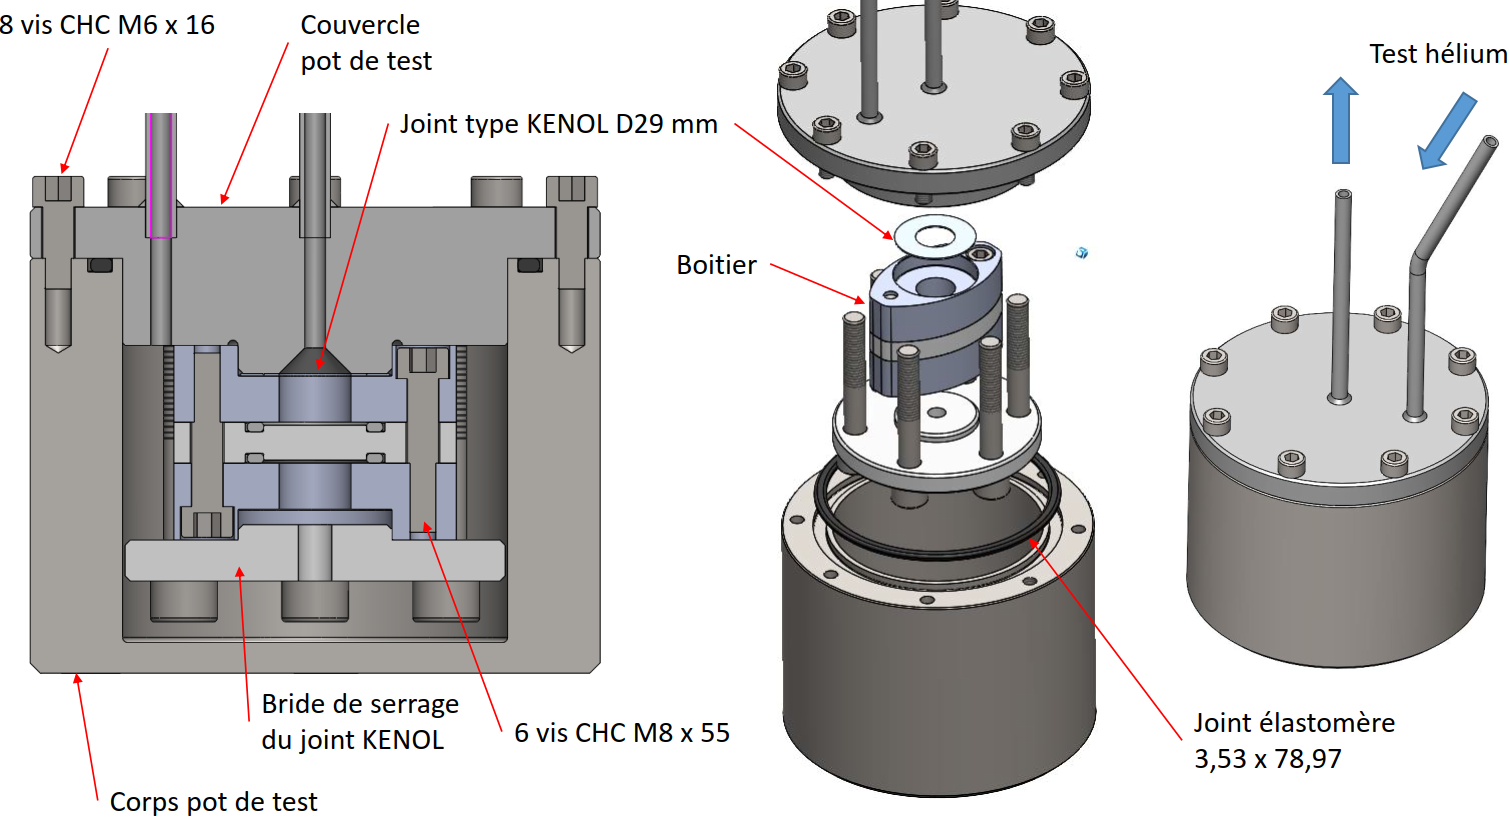 8 vis CHC M6 x 16
Couvercle
pot de test
Joint type KENOL D29 mm
Test hélium
Boitier
Bride de serrage
du joint KENOL
6 vis CHC M8 x 55
Joint élastomère
3,53 x 78,97
Corps pot de test